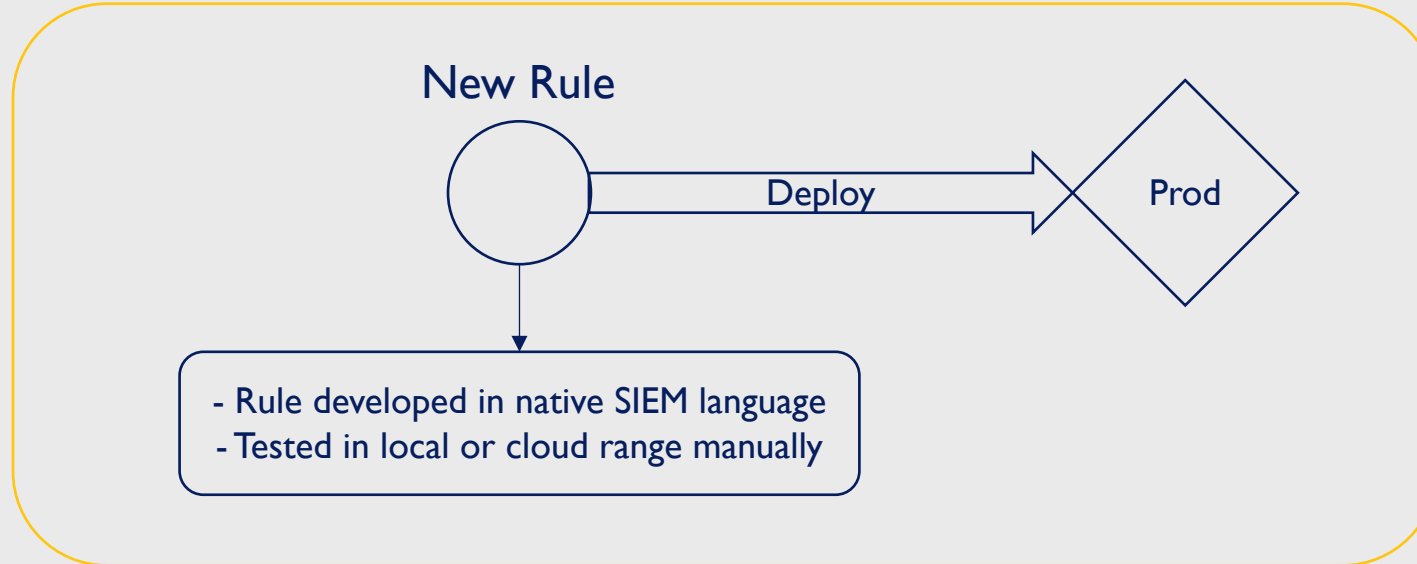 New Rule
Deploy
Prod
- Rule developed in native SIEM language
- Tested in local or cloud range manually